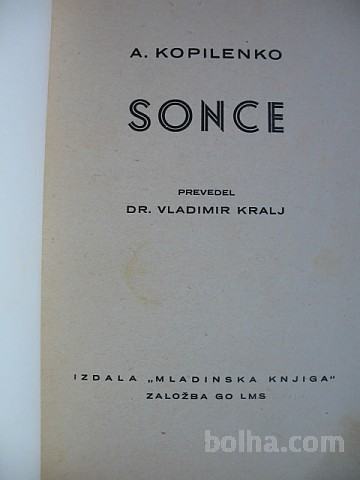 A. KOPILENKO
SONCE
PREVEDEL
DR. VLADIMIR KRALJ
IZDALA „MLADINSKA KNJIGA“
ZALOŽBA GO LMS
bolha.com